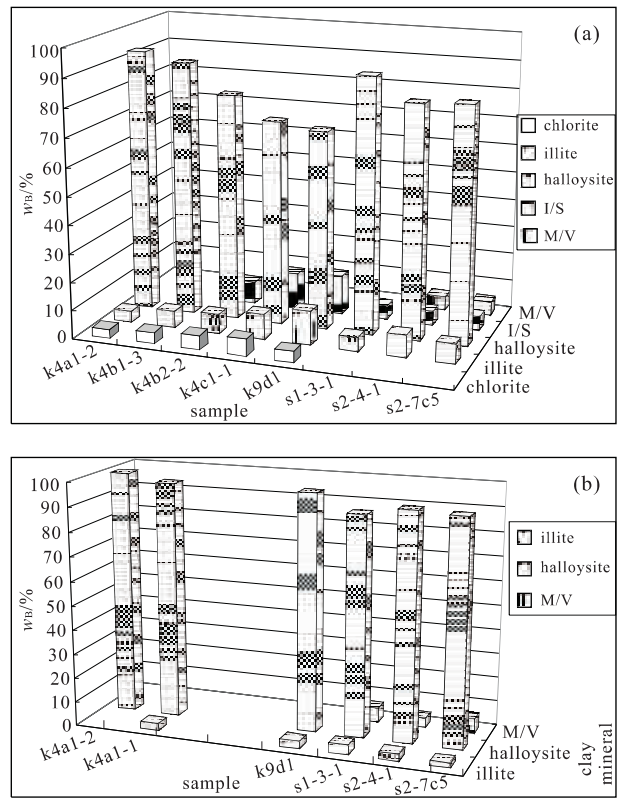 (a)
100
90
80
70
60
50
40
30
20
10
0
wB/%
chlorite
illite
halloysite
I/S
M/V
M/V
I/S
halloysite
illite
chlorite
k4a1-2
k4b1-3
k4b2-2
k4c1-1
k9d1
s1-3-1
s2-4-1
s2-7c5
sample
(b)
100
90
80
70
60
50
40
30
20
10
0
wB/%
illite
halloysite
M/V
M/V
halloysite
illite
clay
mineral
k4a1-2
k4a1-1
k9d1
s1-3-1
s2-4-1
s2-7c5
sample